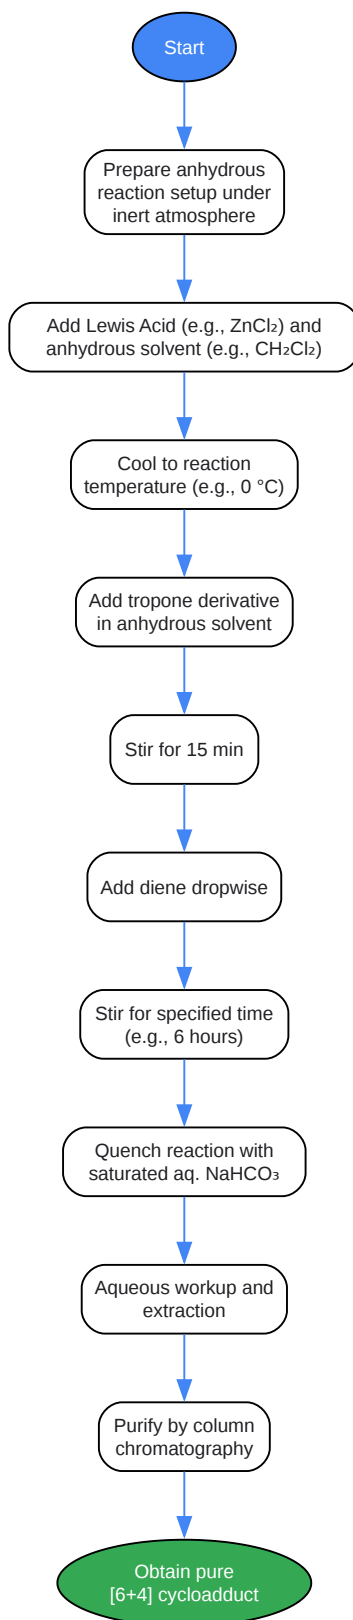 Start
Prepare anhydrous
reaction setup under
inert atmosphere
Add Lewis Acid (e.g., ZnCl₂) and
anhydrous solvent (e.g., CH₂Cl₂)
Cool to reaction
temperature (e.g., 0 °C)
Add tropone derivative
in anhydrous solvent
Stir for 15 min
Add diene dropwise
Stir for specified time
(e.g., 6 hours)
Quench reaction with
saturated aq. NaHCO₃
Aqueous workup and
extraction
Purify by column
chromatography
Obtain pure
[6+4] cycloadduct